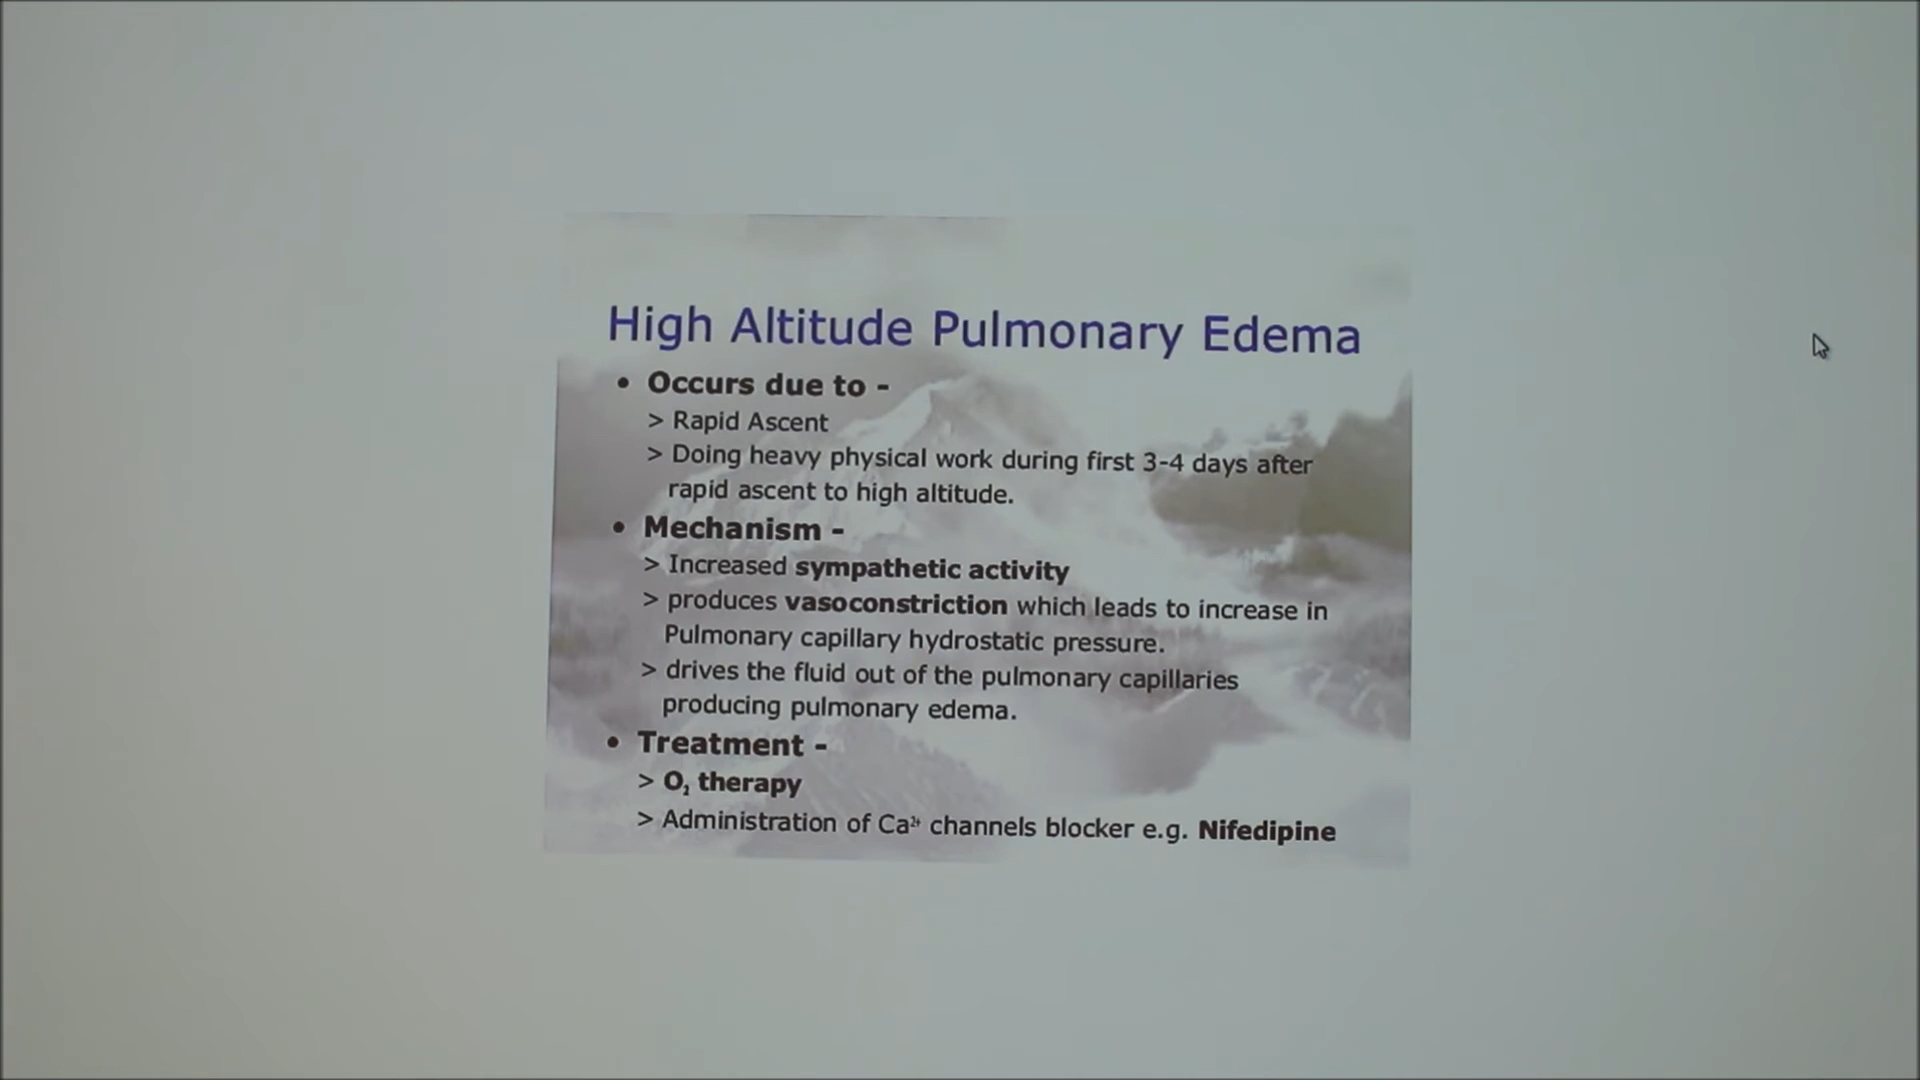 High Altitude Pulmonary Edema
• Occurs due to -
> Rapid Ascent
> Doing heavy physical work during first 3-4 days after
rapid ascent to high altitude.
• Mechanism -
> Increased sympathetic activity
> produces vasoconstriction which leads to increase in
Pulmonary capillary hydrostatic pressure.
> drives the fluid out of the pulmonary capillaries
producing pulmonary edema.
• Treatment -
> O₂ therapy
> Administration of Ca²⁺ channels blocker e.g. Nifedipine